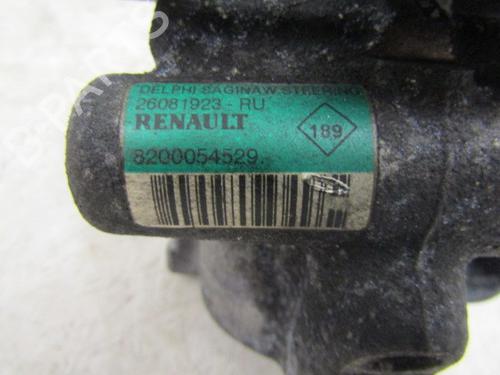 DELPHI SAGINAW STEERING
26081923 - RU
RENAULT
189
8200054529.